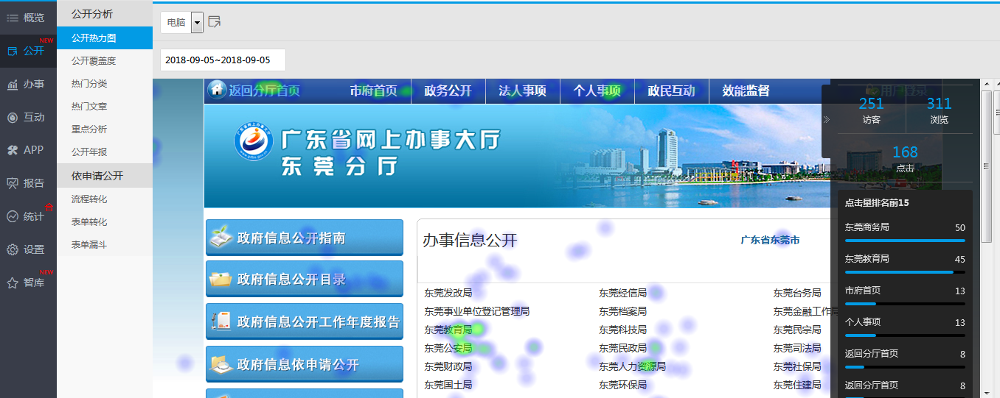 概览
公开
NEW
办事
互动
APP
报告
统计
设置
智库
NEW
公开分析
公开热力图
公开覆盖度
热门分类
热门文章
重点分析
公开年报
依申请公开
流程转化
表单转化
表单漏斗
电脑
2018-09-05~2018-09-05
返回分厅首页 市府首页 政务公开 法人事项 个人事项 政民互动 效能监督 用户登录
广东省网上办事大厅
东莞分厅
政府信息公开指南
政府信息公开目录
政府信息公开工作年度报告
政府信息依申请公开
办事信息公开 广东省东莞市
东莞发改局 东莞经信局 东莞台务局
东莞事业单位登记管理局 东莞档案局 东莞金融工作局
东莞教育局 东莞科技局 东莞民宗局
东莞公安局 东莞民政局 东莞司法局
东莞财政局 东莞人力资源局 东莞社保局
东莞国土局 东莞环保局 东莞住建局
251 311
访客 浏览
168
点击
点击量排名前15
东莞商务局 50
东莞教育局 45
市府首页 13
个人事项 13
返回分厅首页 8
返回分厅首页 8